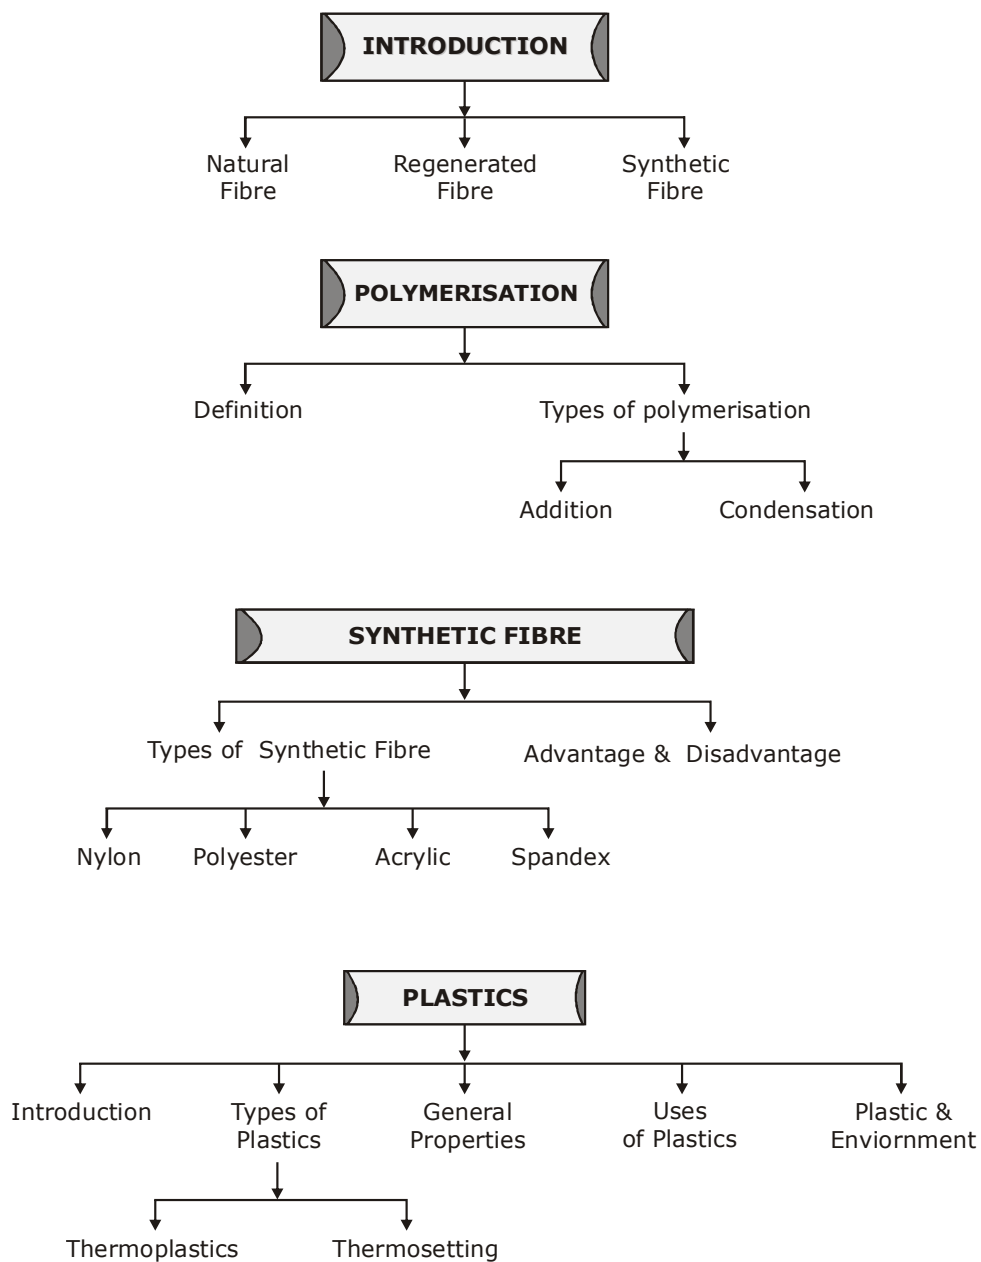 INTRODUCTION
Natural Fibre
Regenerated Fibre
Synthetic Fibre
POLYMERISATION
Definition
Types of polymerisation
Addition
Condensation
SYNTHETIC FIBRE
Types of Synthetic Fibre
Advantage & Disadvantage
Nylon
Polyester
Acrylic
Spandex
PLASTICS
Introduction
Types of
Plastics
General
Properties
Uses
of Plastics
Plastic &
Enviornment
Thermoplastics
Thermosetting